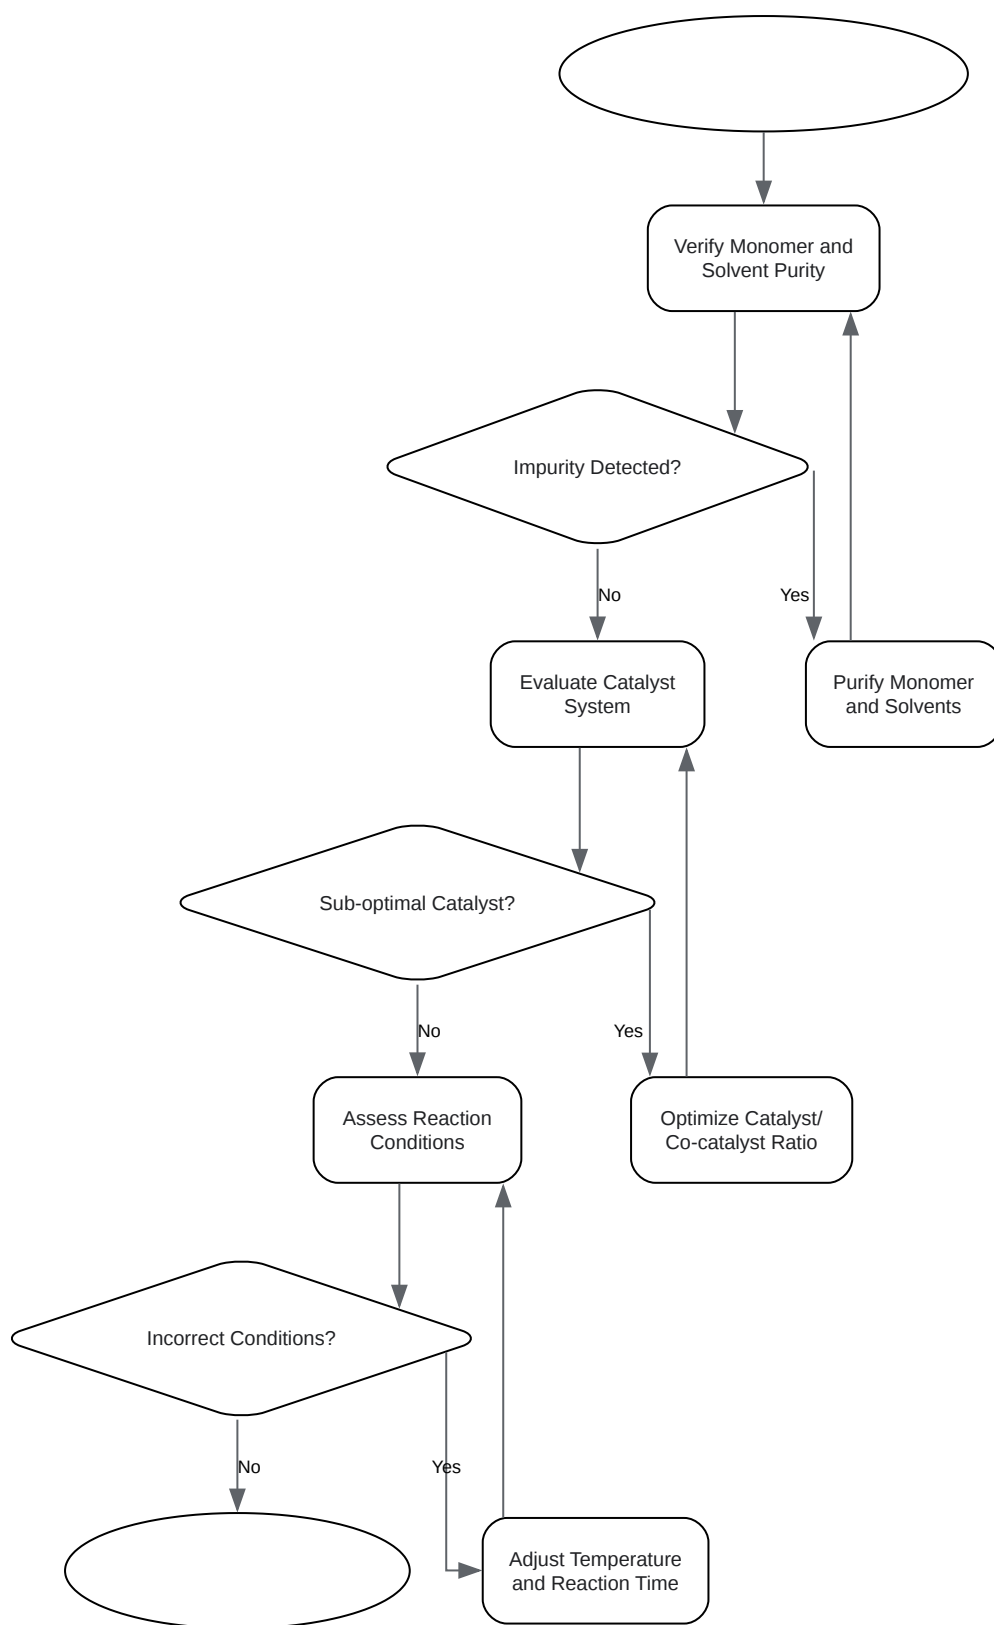 Verify Monomer and
Solvent Purity
Impurity Detected?
No
Yes
Evaluate Catalyst
System
Purify Monomer
and Solvents
Sub-optimal Catalyst?
No
Yes
Assess Reaction
Conditions
Optimize Catalyst/
Co-catalyst Ratio
Incorrect Conditions?
No
Yes
Adjust Temperature
and Reaction Time